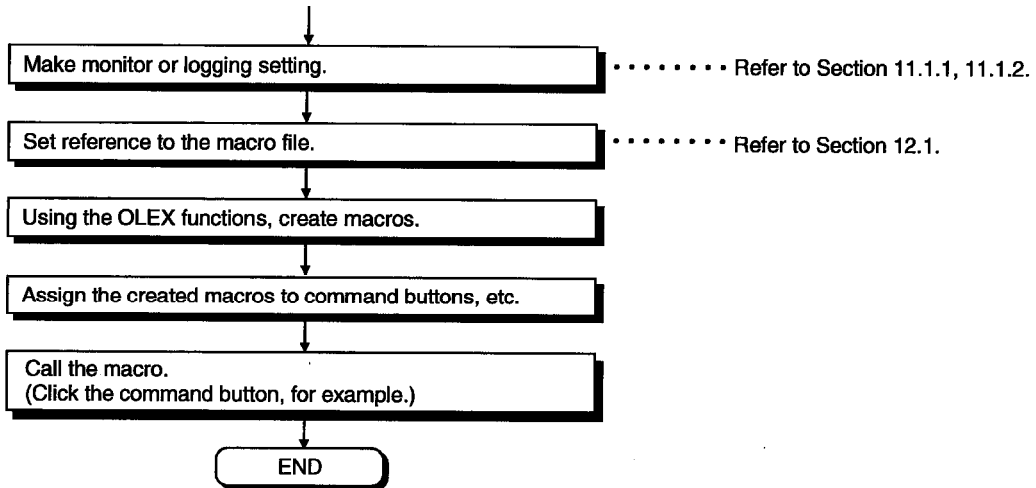 Make monitor or logging setting. ········ Refer to Section 11.1.1, 11.1.2.
Set reference to the macro file. ········ Refer to Section 12.1.
Using the OLEX functions, create macros.
Assign the created macros to command buttons, etc.
Call the macro.
(Click the command button, for example.)
END